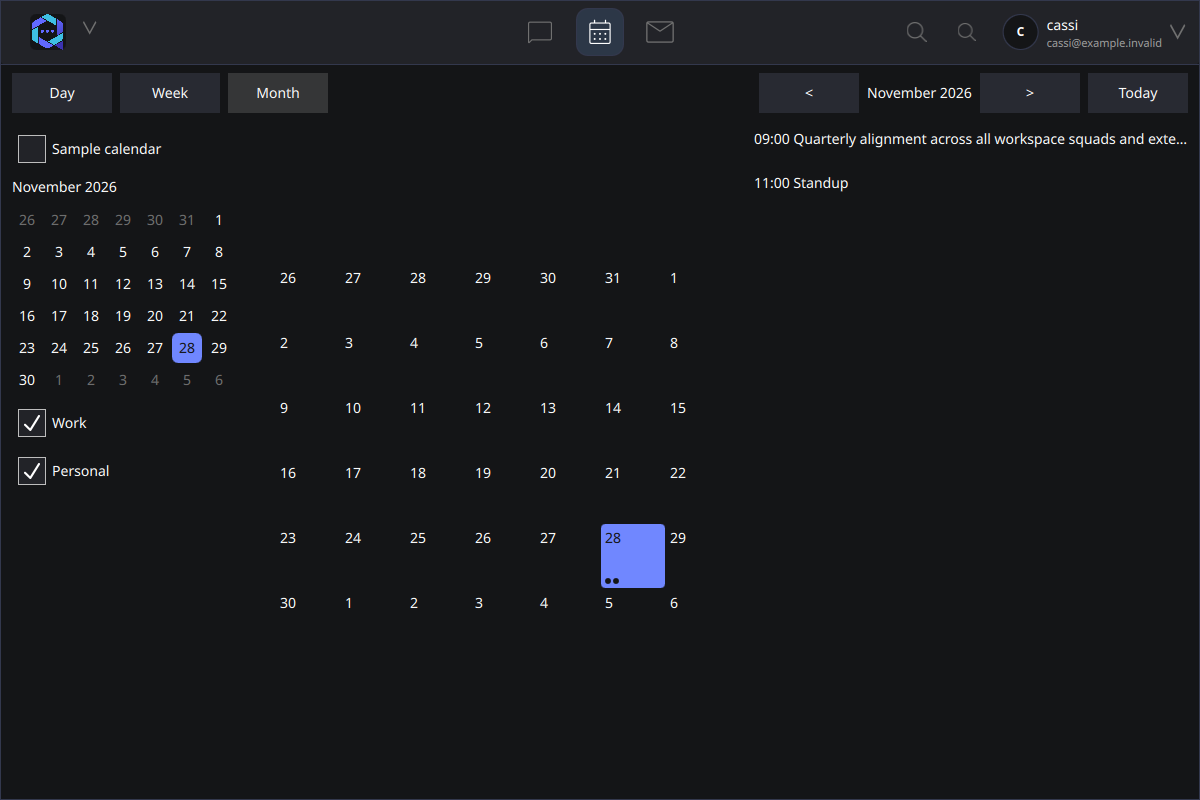 C
cassi
cassi@example.invalid
Day Week Month
< November 2026 > Today
Sample calendar
November 2026
26 27 28 29 30 31 1
2 3 4 5 6 7 8
9 10 11 12 13 14 15
16 17 18 19 20 21 22
23 24 25 26 27 28 29
30 1 2 3 4 5 6
Work
Personal
26 27 28 29 30 31 1
2 3 4 5 6 7 8
9 10 11 12 13 14 15
16 17 18 19 20 21 22
23 24 25 26 27 28 29
30 1 2 3 4 5 6
09:00 Quarterly alignment across all workspace squads and exte...
11:00 Standup